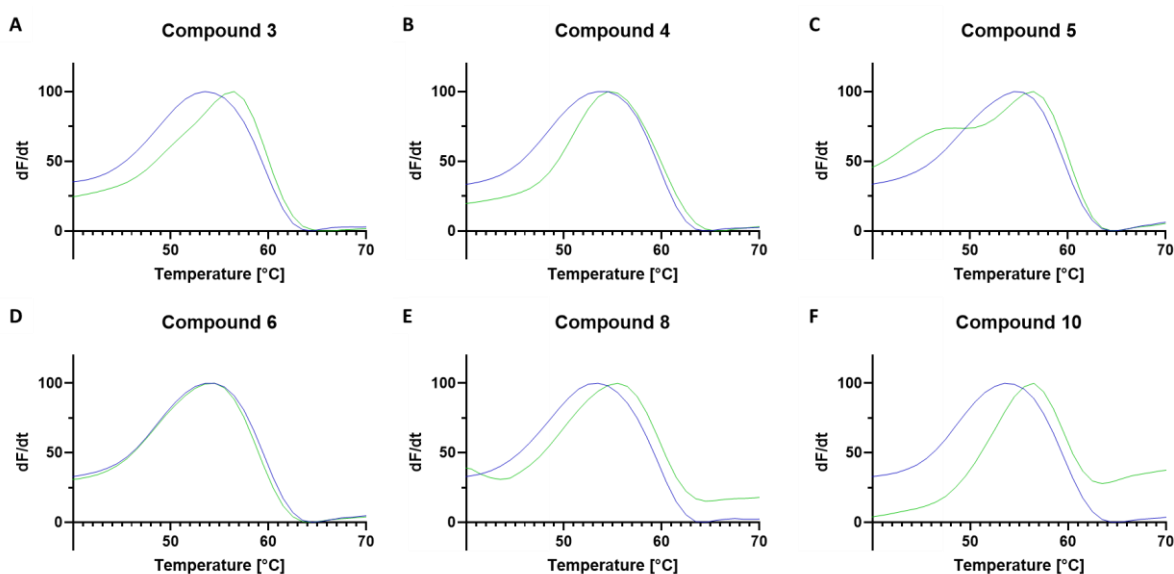 A
Compound 3
dF/dt
100
50
0
50
60
70
Temperature [°C]
B
Compound 4
dF/dt
100
50
0
50
60
70
Temperature [°C]
C
Compound 5
dF/dt
100
50
0
50
60
70
Temperature [°C]
D
Compound 6
dF/dt
100
50
0
50
60
70
Temperature [°C]
E
Compound 8
dF/dt
100
50
0
50
60
70
Temperature [°C]
F
Compound 10
dF/dt
100
50
0
50
60
70
Temperature [°C]